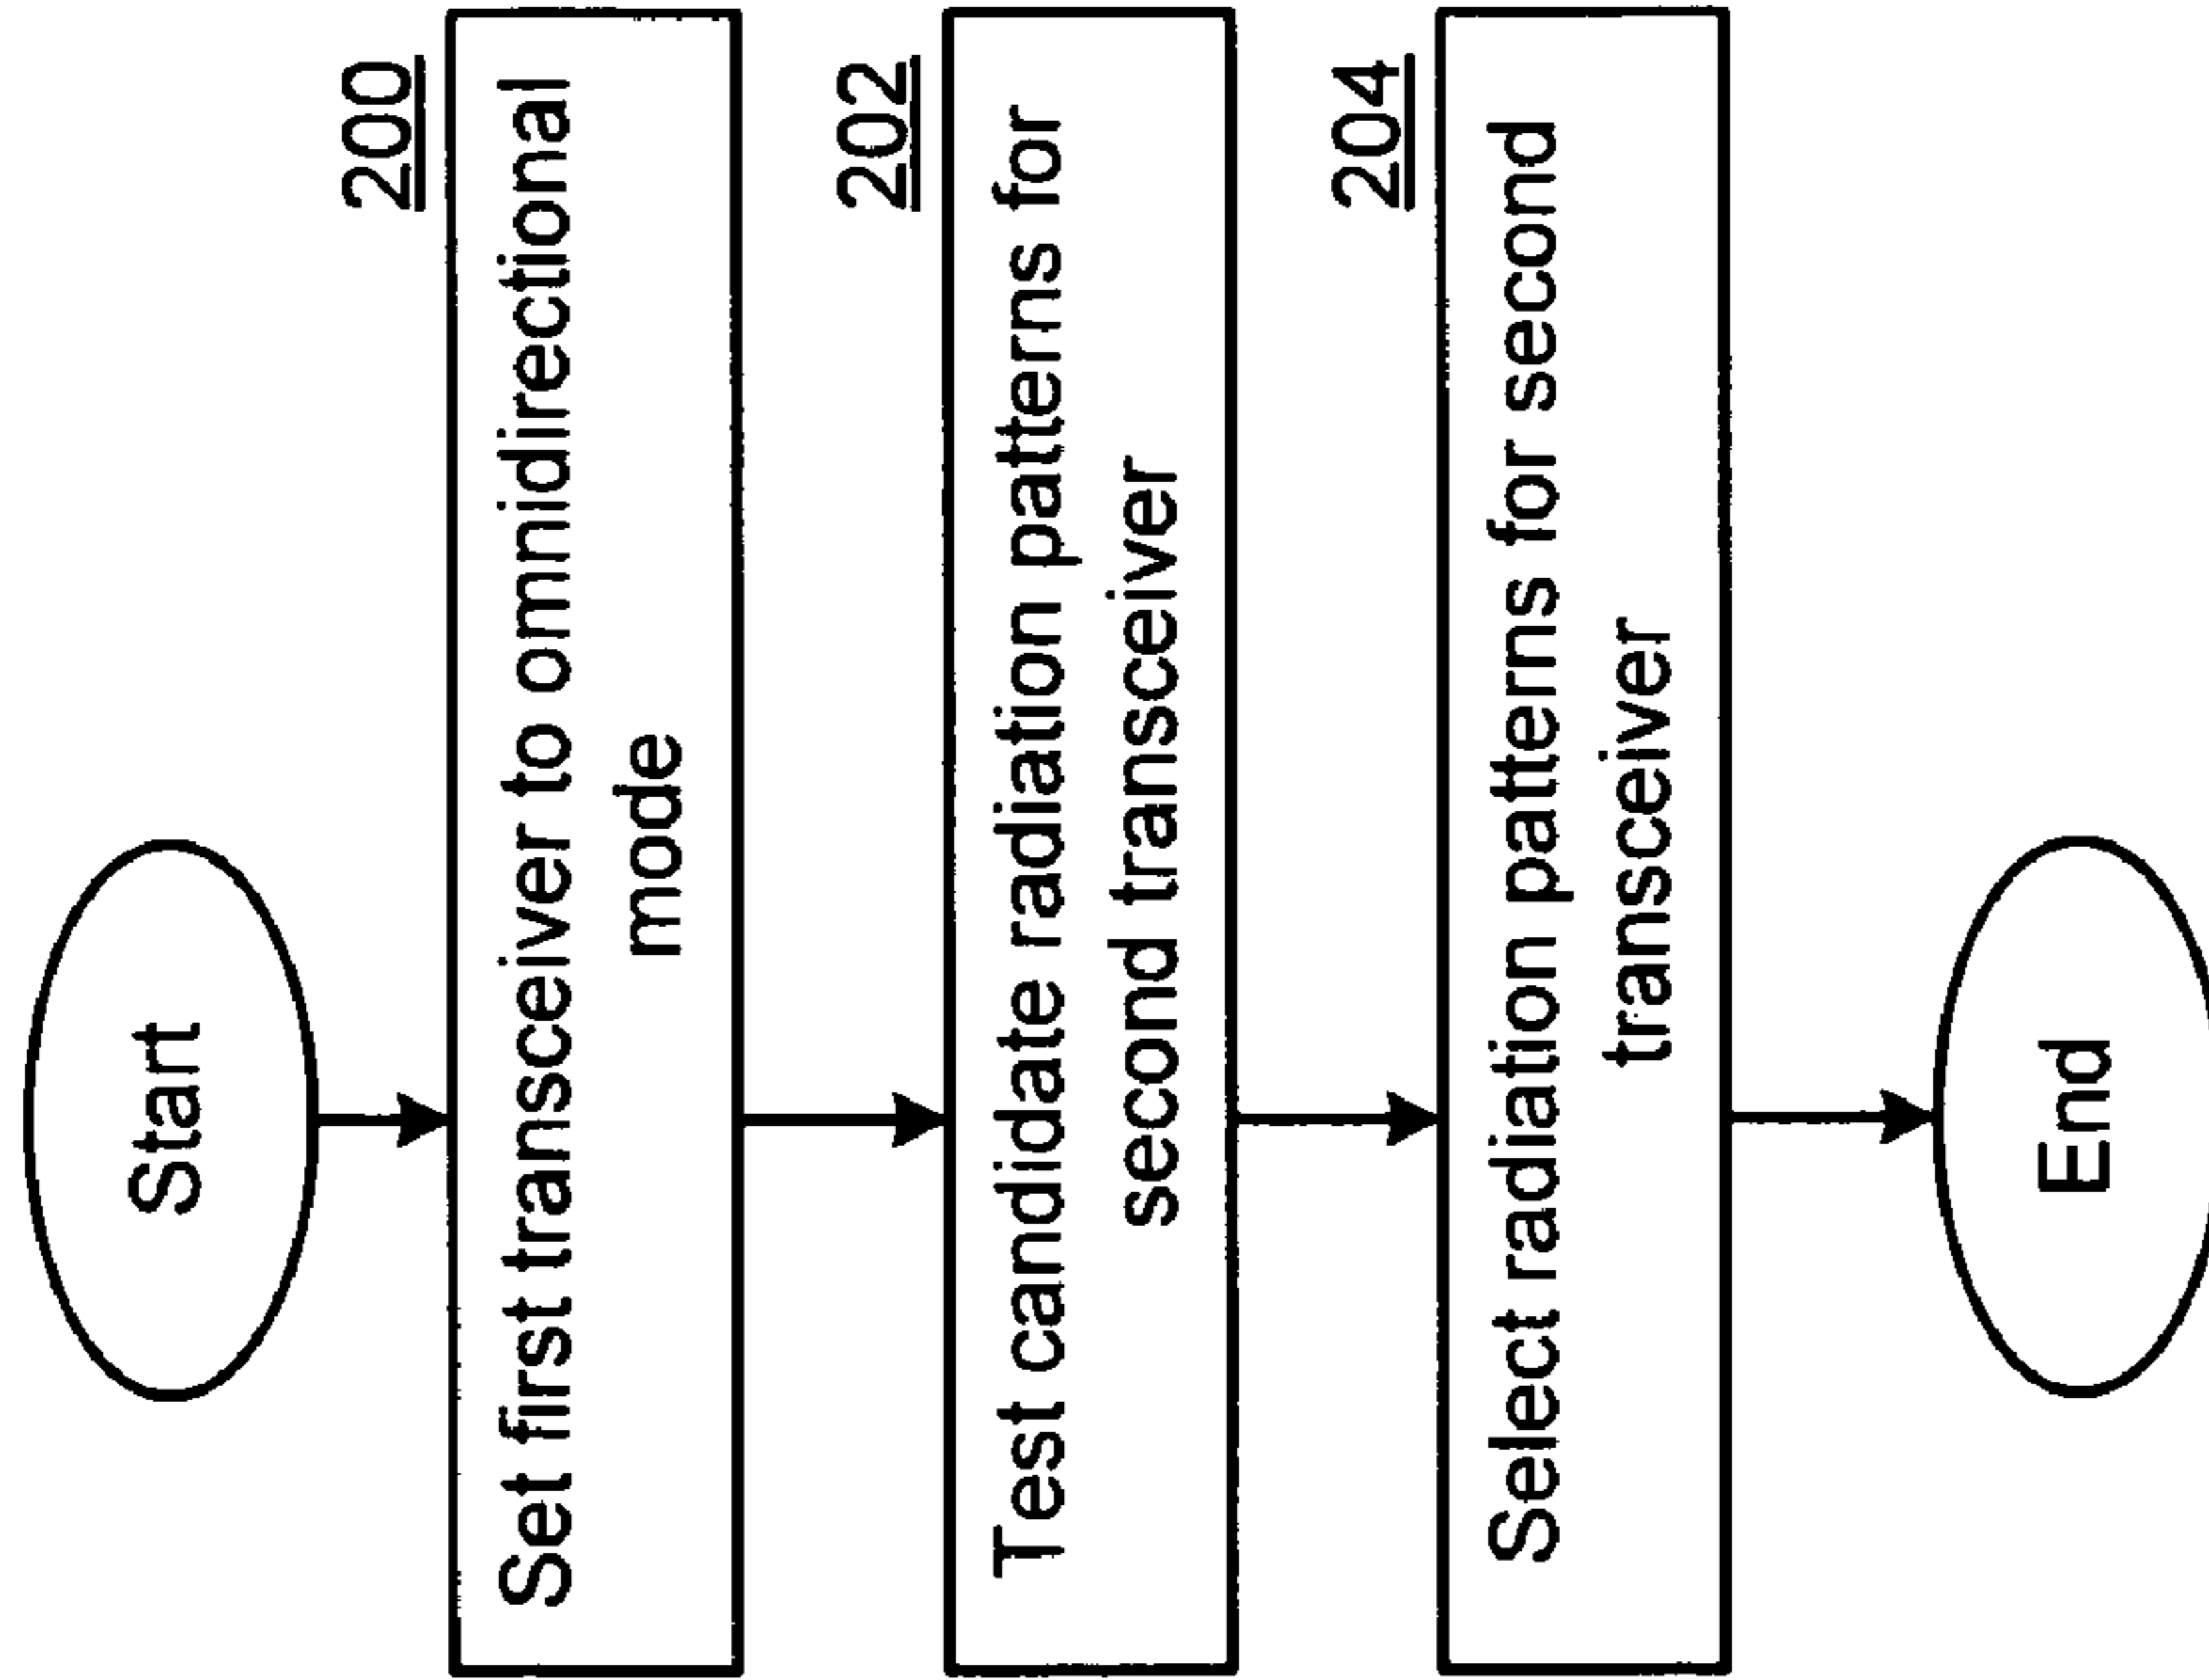 Start
200
Set first transceiver to omnidirectional
mode
202
Test candidate radiation patterns for
second transceiver
204
Select radiation patterns for second
transceiver
End